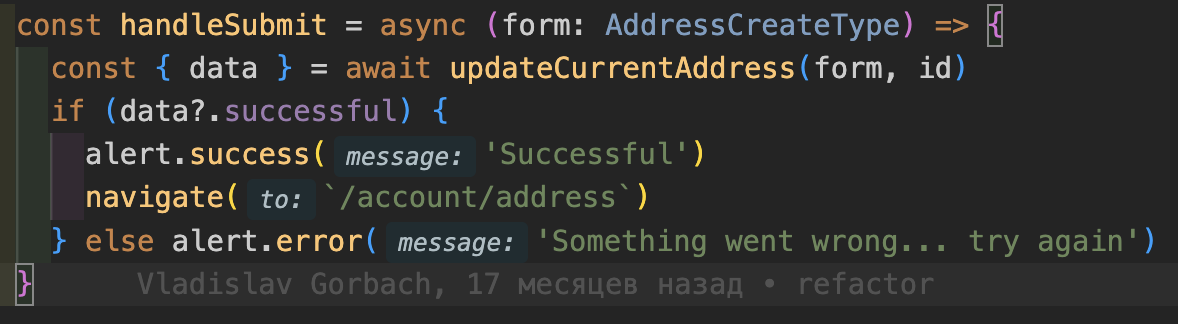 const handleSubmit = async (form: AddressCreateType) => {
const { data } = await updateCurrentAddress(form, id)
if (data?.successful) {
alert.success( message: 'Successful')
navigate( to: `/account/address`)
} else alert.error( message: 'Something went wrong... try again')
} Vladislav Gorbach, 17 месяцев назад • refactor